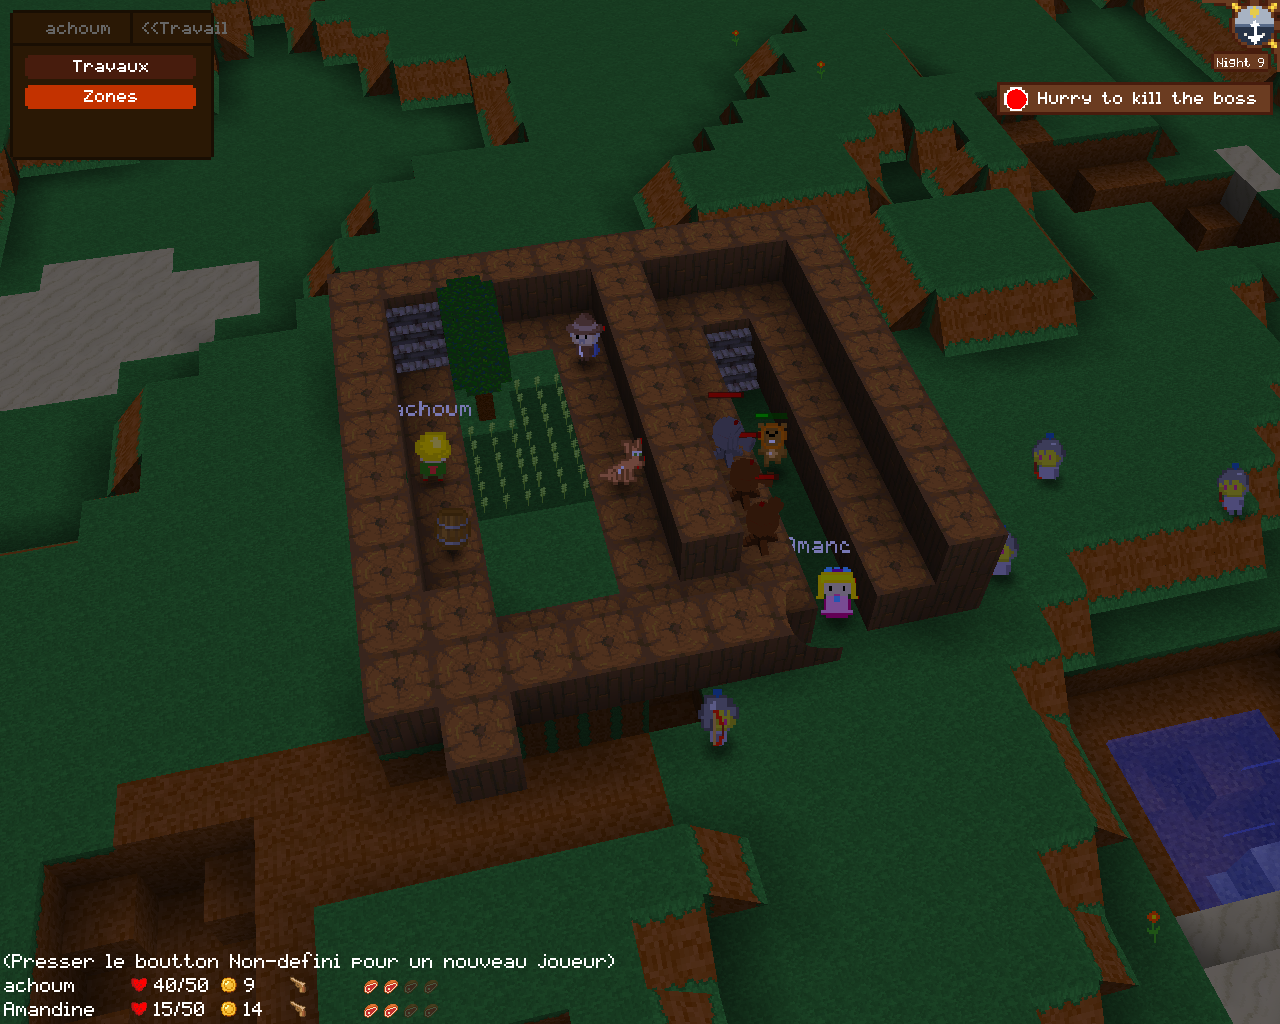 achoum <<Travail
Travaux
Zones
Night 9
Hurry to kill the boss
achoum
Amanc
(Presser le boutton Non-defini pour un nouveau joueur)
achoum 40/50 9
Amandine 15/50 14